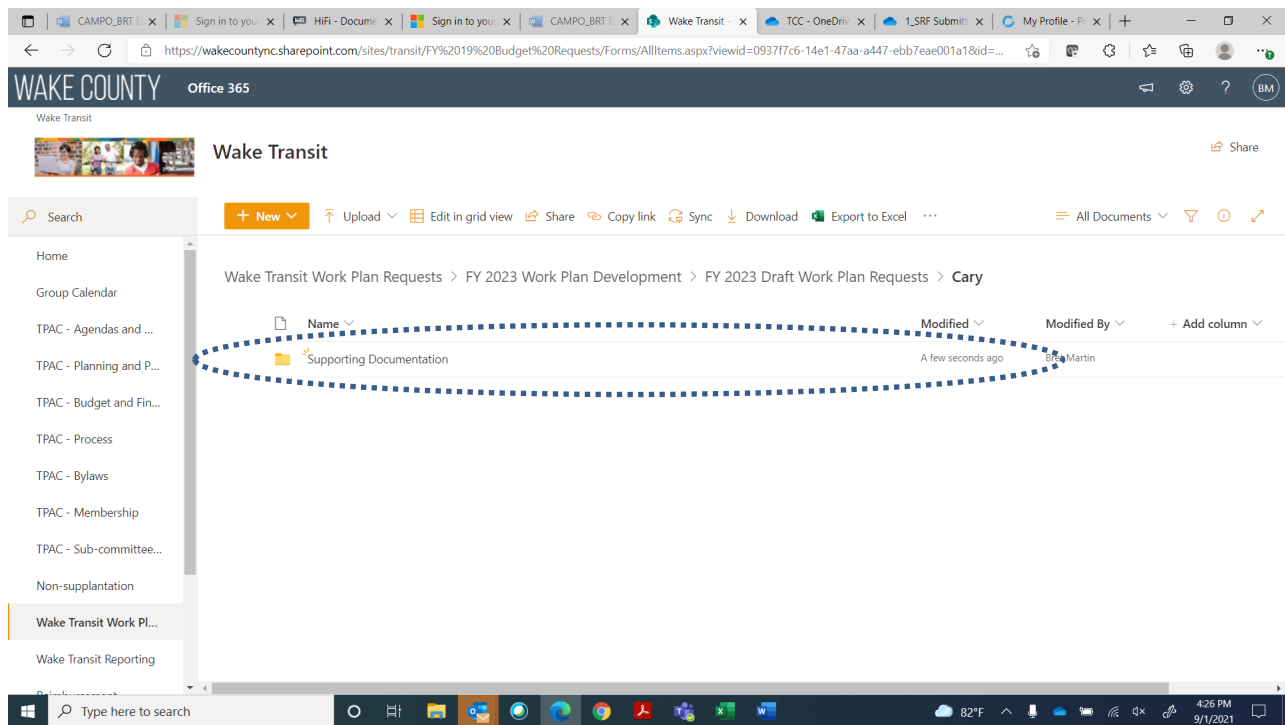 CAMPO_BRT E
Sign in to your
HiFi - Docume
Sign in to your
CAMPO_BRT E
Wake Transit -
TCC - OneDriv
1_SRF Submitt
My Profile - P
https://wakecountync.sharepoint.com/sites/transit/FY%2019%20Budget%20Requests/Forms/AllItems.aspx?viewid=0937f7c6-14e1-47aa-a447-ebb7eae001a1&id=...
WAKE COUNTY Office 365
? BM
Wake Transit
Wake Transit
Share
Search
+ New Upload Edit in grid view Share Copy link Sync Download Export to Excel ... All Documents
Home
Group Calendar
TPAC - Agendas and ...
TPAC - Planning and P...
TPAC - Budget and Fin...
TPAC - Process
TPAC - Bylaws
TPAC - Membership
TPAC - Sub-committee...
Non-supplantation
Wake Transit Work Pl...
Wake Transit Reporting
Wake Transit Work Plan Requests > FY 2023 Work Plan Development > FY 2023 Draft Work Plan Requests > Cary
Name Modified Modified By + Add column
Supporting Documentation A few seconds ago Martin
Type here to search
82°F
4:26 PM
9/1/2021